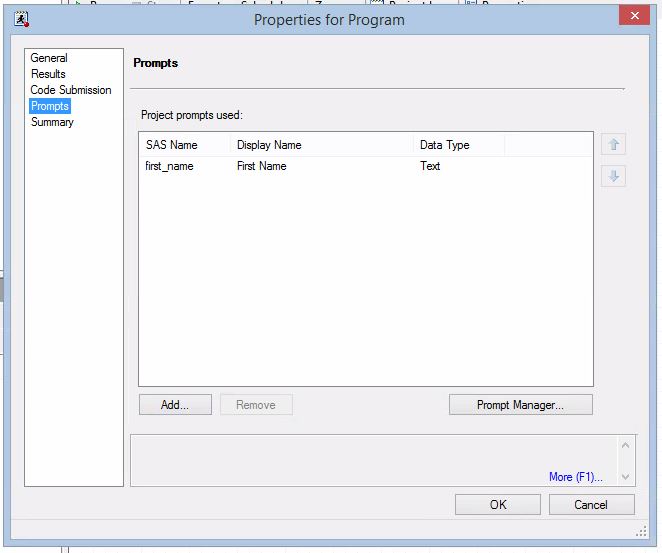 Properties for Program
General
Results
Code Submission
Prompts
Summary
Prompts
Project prompts used:
SAS Name Display Name Data Type
first_name First Name Text
Add... Remove Prompt Manager...
More (F1)...
OK Cancel